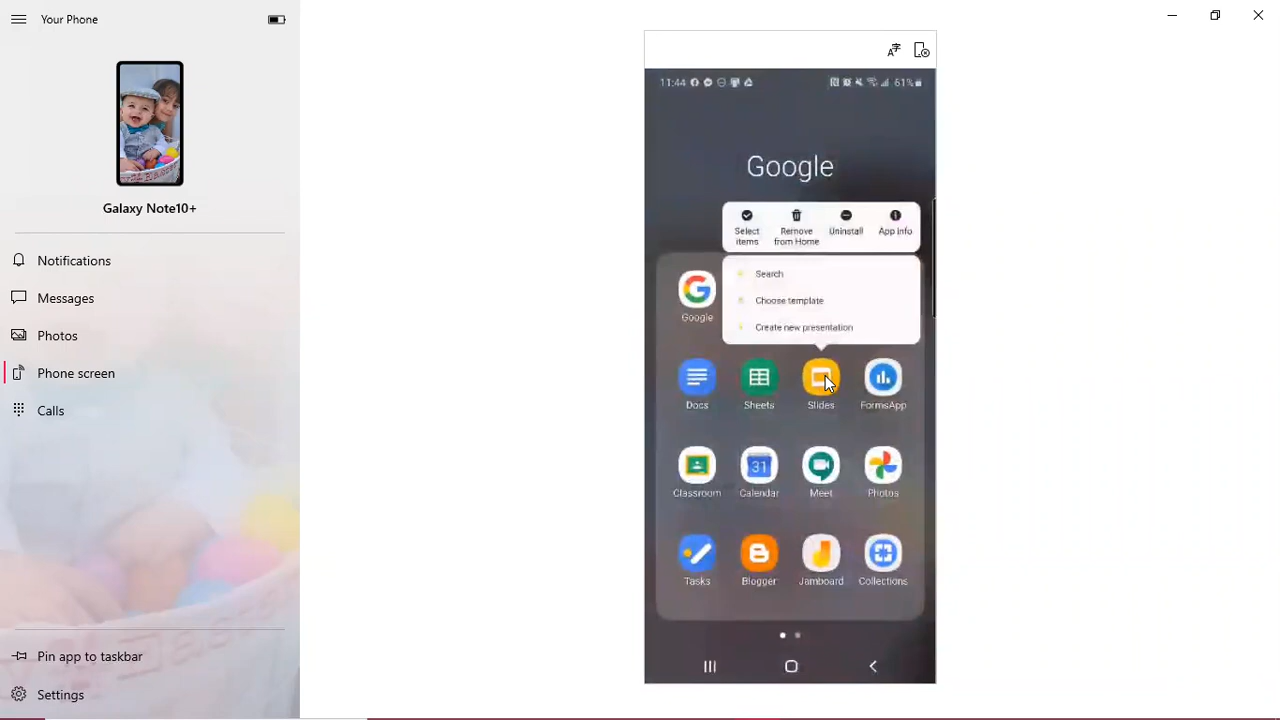 Your Phone
Galaxy Note10+
Notifications
Messages
Photos
Phone screen
Calls
Pin app to taskbar
Settings
11:44
61%
Google
Select items
Remove from Home
Uninstall
App info
Search
Choose template
Create new presentation
Google
Docs
Sheets
Slides
FormsApp
Classroom
31
Calendar
Meet
Photos
Tasks
Blogger
Jamboard
Collections